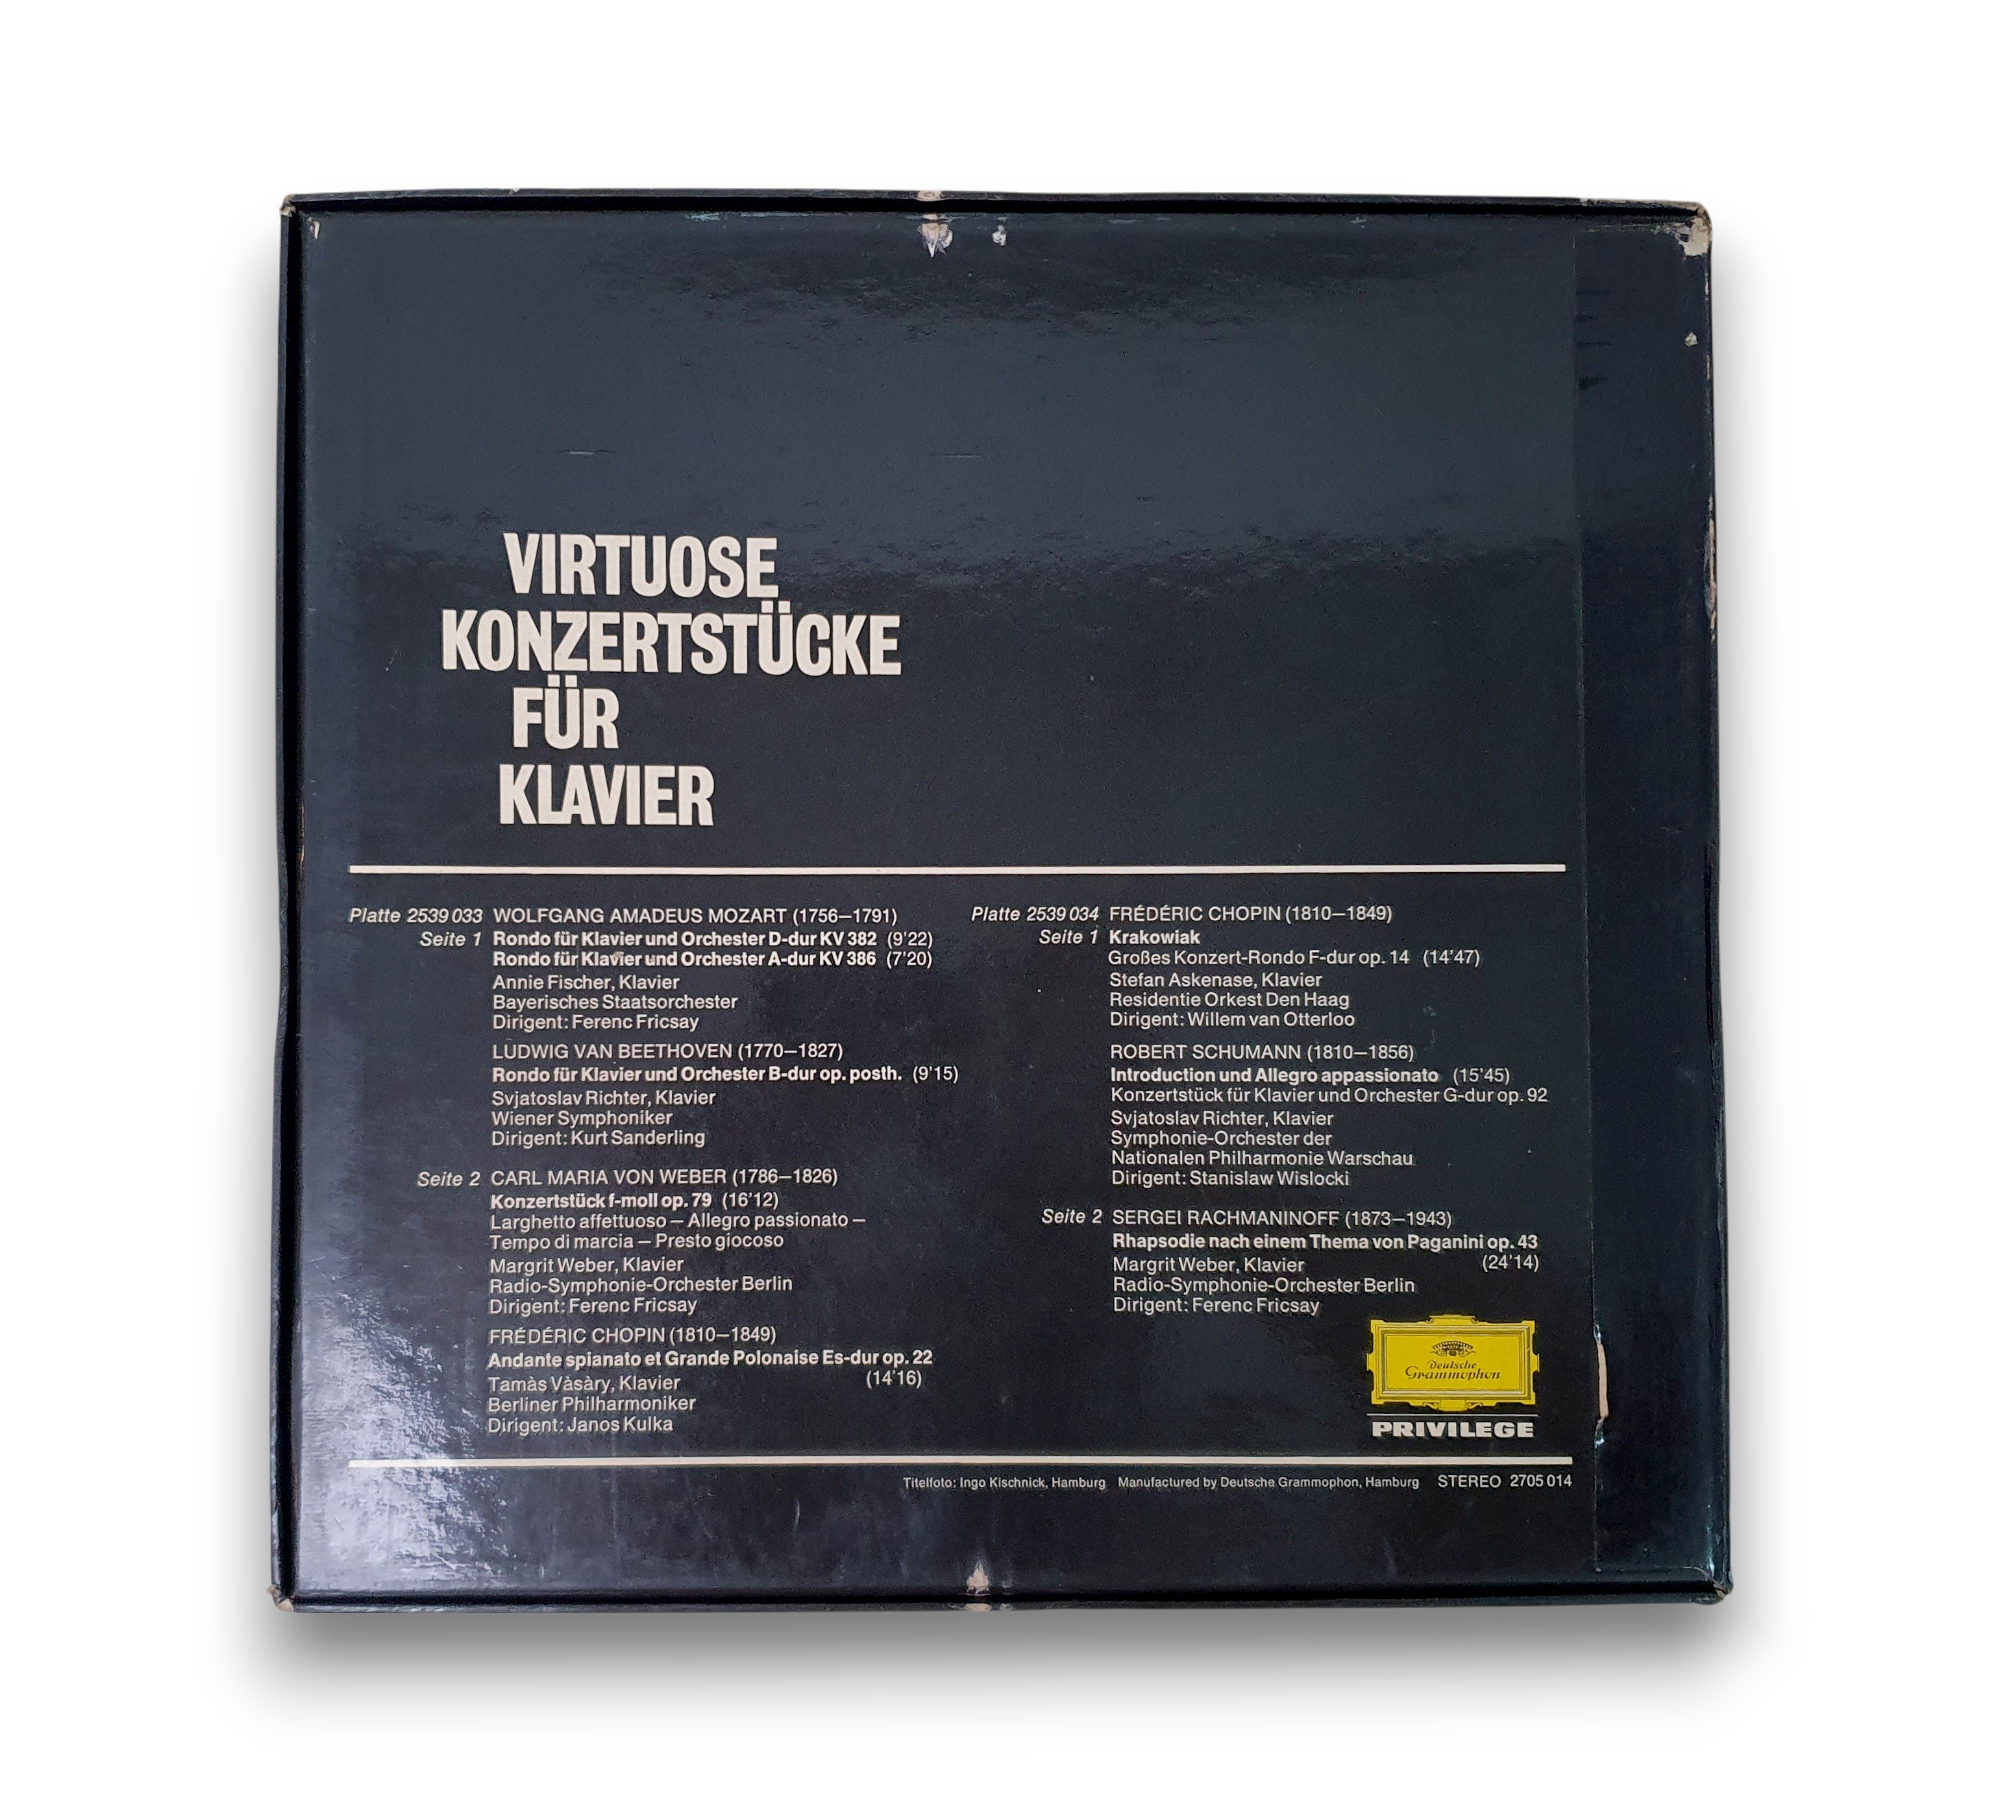 VIRTUOSE
KONZERTSTÜCKE
FÜR
KLAVIER
Platte 2539 033 WOLFGANG AMADEUS MOZART (1756–1791)
Seite 1 Rondo für Klavier und Orchester D-dur KV 382 (9'22)
Rondo für Klavier und Orchester A-dur KV 386 (7'20)
Annie Fischer, Klavier
Bayerisches Staatsorchester
Dirigent: Ferenc Fricsay
LUDWIG VAN BEETHOVEN (1770–1827)
Rondo für Klavier und Orchester B-dur op. posth. (9'15)
Svjatoslav Richter, Klavier
Wiener Symphoniker
Dirigent: Kurt Sanderling
Seite 2 CARL MARIA VON WEBER (1786–1826)
Konzertstück f-moll op. 79 (16'12)
Larghetto affettuoso – Allegro passionato –
Tempo di marcia – Presto giocoso
Margrit Weber, Klavier
Radio-Symphonie-Orchester Berlin
Dirigent: Ferenc Fricsay
FRÉDÉRIC CHOPIN (1810–1849)
Andante spianato et Grande Polonaise Es-dur op. 22
Tamàs Vàsàry, Klavier (14'16)
Berliner Philharmoniker
Dirigent: Janos Kulka
Platte 2539 034 FRÉDÉRIC CHOPIN (1810–1849)
Seite 1 Krakowiak
Großes Konzert-Rondo F-dur op. 14 (14'47)
Stefan Askenase, Klavier
Residentie Orkest Den Haag
Dirigent: Willem van Otterloo
ROBERT SCHUMANN (1810–1856)
Introduction und Allegro appassionato (15'45)
Konzertstück für Klavier und Orchester G-dur op. 92
Svjatoslav Richter, Klavier
Symphonie-Orchester der
Nationalen Philharmonie Warschau
Dirigent: Stanislaw Wislocki
Seite 2 SERGEI RACHMANINOFF (1873–1943)
Rhapsodie nach einem Thema von Paganini op. 43
Margrit Weber, Klavier (24'14)
Radio-Symphonie-Orchester Berlin
Dirigent: Ferenc Fricsay
Deutsche
Grammophon
PRIVILEGE
Titelfoto: Ingo Kischnick, Hamburg Manufactured by Deutsche Grammophon, Hamburg STEREO 2705 014